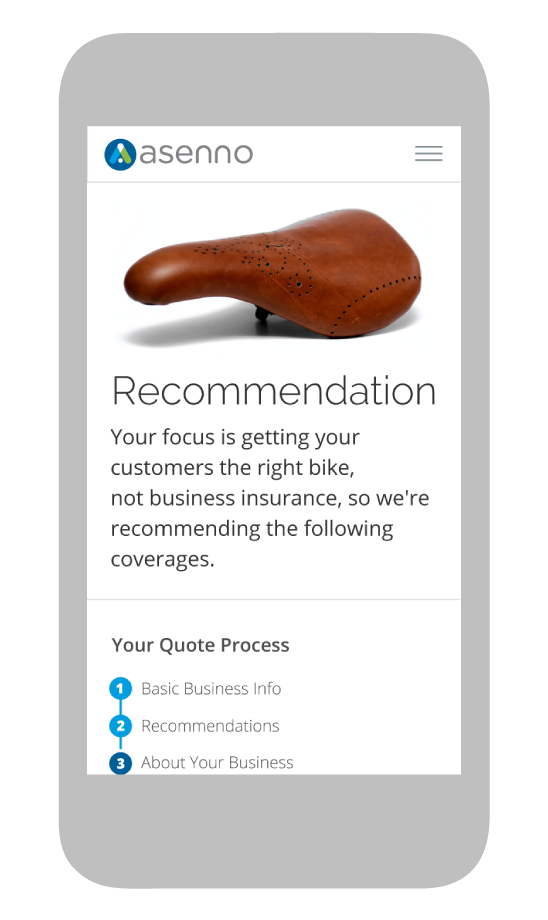 asenno
Recommendation
Your focus is getting your
customers the right bike,
not business insurance, so we're
recommending the following
coverages.
Your Quote Process
1 Basic Business Info
2 Recommendations
3 About Your Business